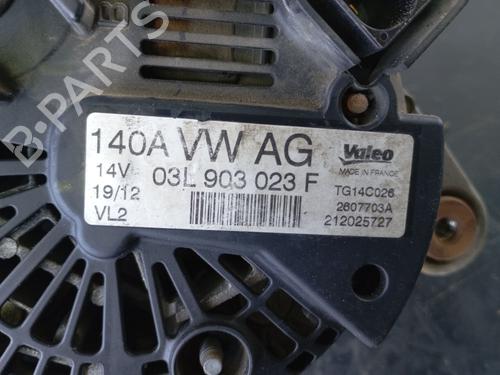 140A VW AG
Valeo
MADE IN FRANCE
14V 03L 903 023 F
TG14C026
19/12
2607703A
VL2
212025727
B-PARTS